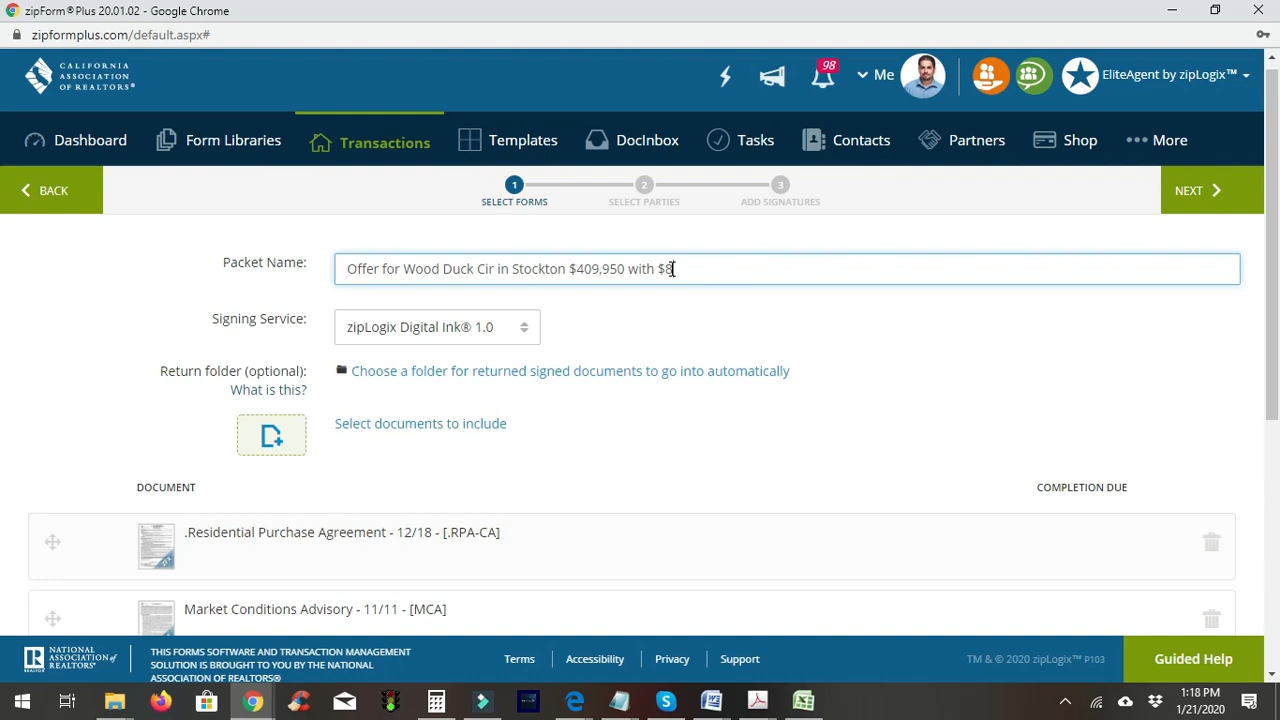 zipForm®Plus 20.01.02 - Google Chrome
zipformplus.com/default.aspx#
CALIFORNIA
ASSOCIATION
OF REALTORS®
98
Me
EliteAgent by zipLogix™
Dashboard
Form Libraries
Transactions
Templates
DocInbox
Tasks
Contacts
Partners
Shop
More
BACK
1
2
3
SELECT FORMS
SELECT PARTIES
ADD SIGNATURES
NEXT
Packet Name:
Offer for Wood Duck Cir in Stockton $409,950 with $8
Signing Service:
zipLogix Digital Ink® 1.0
Return folder (optional):
Choose a folder for returned signed documents to go into automatically
What is this?
Select documents to include
DOCUMENT
COMPLETION DUE
.Residential Purchase Agreement - 12/18 - [.RPA-CA]
Market Conditions Advisory - 11/11 - [MCA]
NATIONAL
ASSOCIATION of
REALTORS®
THIS FORMS SOFTWARE AND TRANSACTION MANAGEMENT
SOLUTION IS BROUGHT TO YOU BY THE NATIONAL
ASSOCIATION OF REALTORS®
Terms
Accessibility
Privacy
Support
TM & © 2020 zipLogix™ P103
Guided Help
1:18 PM
1/21/2020